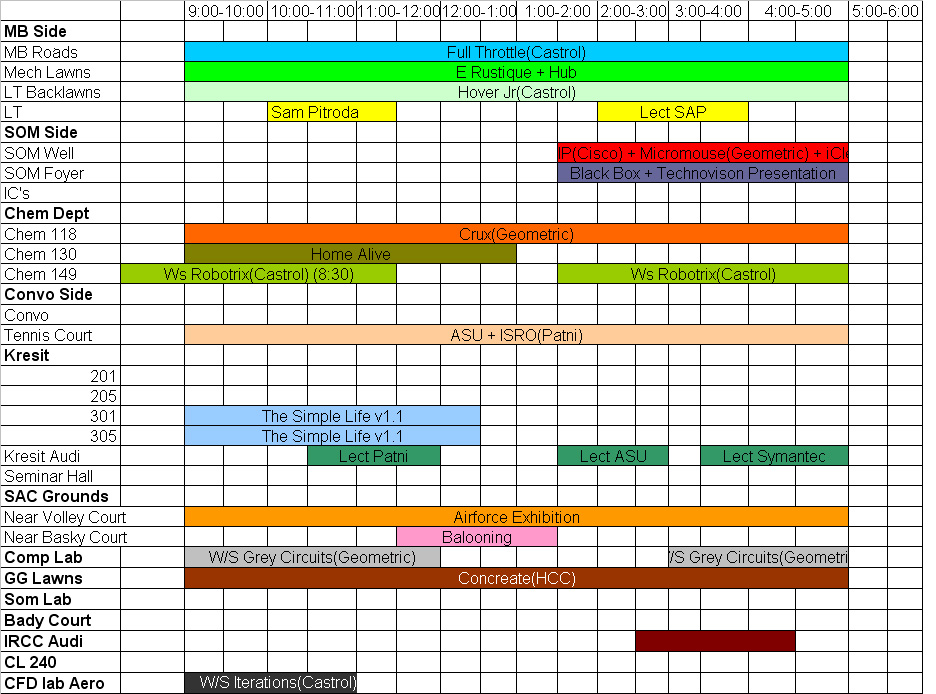 9:00-10:00 10:00-11:00 11:00-12:00 12:00-1:00 1:00-2:00 2:00-3:00 3:00-4:00 4:00-5:00 5:00-6:00
MB Side
MB Roads Full Throttle(Castrol)
Mech Lawns E Rustique + Hub
LT Backlawns Hover Jr(Castrol)
LT Sam Pitroda Lect SAP
SOM Side
SOM Well P(Cisco) + Micromouse(Geometric) + iCle
SOM Foyer Black Box + Technovison Presentation
IC's
Chem Dept
Chem 118 Crux(Geometric)
Chem 130 Home Alive
Chem 149 Ws Robotrix(Castrol) (8:30) Ws Robotrix(Castrol)
Convo Side
Convo
Tennis Court ASU + ISRO(Patni)
Kresit
201
205
301 The Simple Life v1.1
305 The Simple Life v1.1
Kresit Audi Lect Patni Lect ASU Lect Symantec
Seminar Hall
SAC Grounds
Near Volley Court Airforce Exhibition
Near Basky Court Balooning
Comp Lab W/S Grey Circuits(Geometric) /S Grey Circuits(Geometri
GG Lawns Concreate(HCC)
Som Lab
Bady Court
IRCC Audi
CL 240
CFD lab Aero W/S Iterations(Castrol)